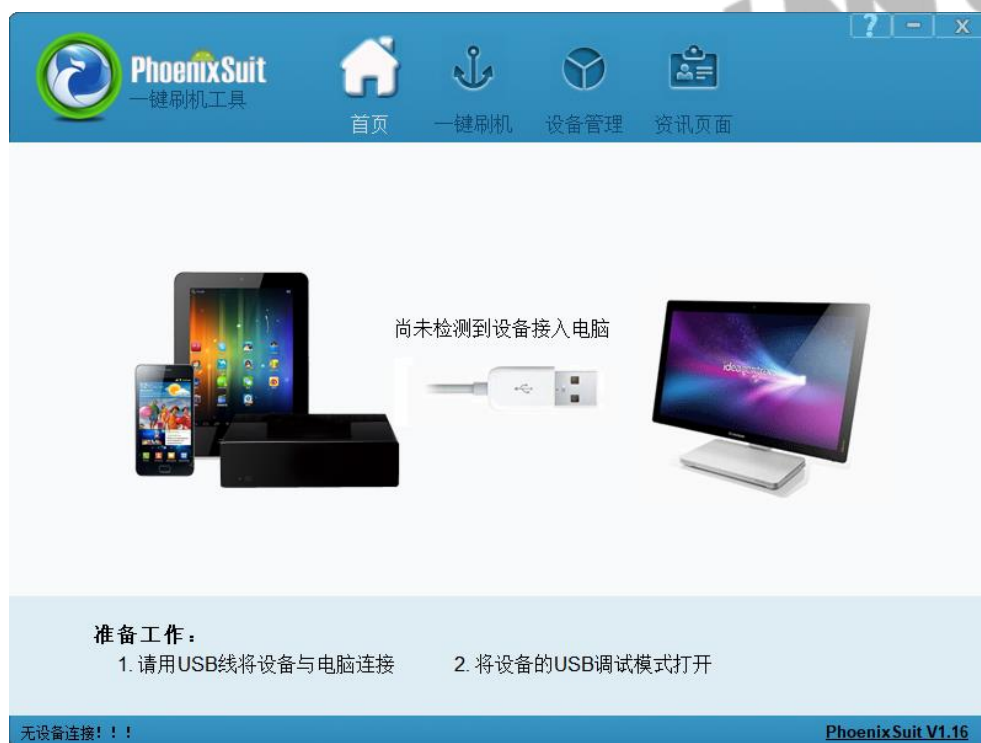 PhoenixSuit
一键刷机工具
首页
一键刷机
设备管理
资讯页面
尚未检测到设备接入电脑
准备工作：
1. 请用USB线将设备与电脑连接
2. 将设备的USB调试模式打开
无设备连接！！！
PhoenixSuit V1.16